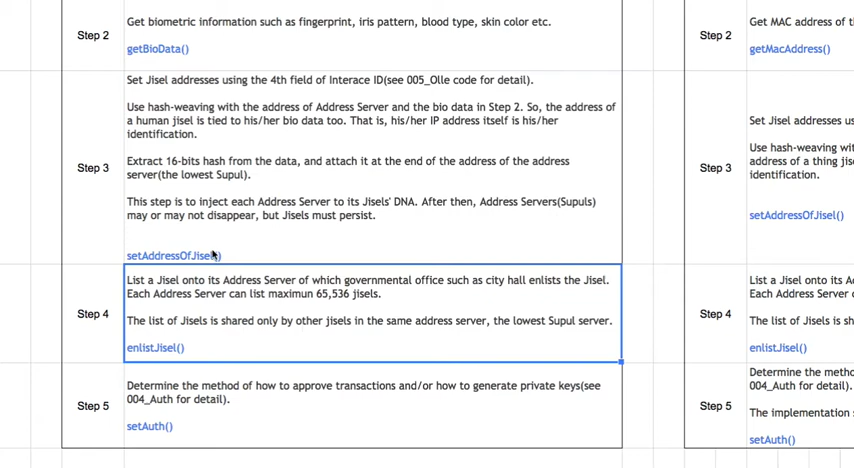 Step 2
Get biometric information such as fingerprint, iris pattern, blood type, skin color etc.
getBioData()
Step 3
Set Jisel addresses using the 4th field of Interace ID(see 005_Olle code for detail).
Use hash-weaving with the address of Address Server and the bio data in Step 2. So, the address of
a human jisel is tied to his/her bio data too. That is, his/her IP address itself is his/her
identification.
Extract 16-bits hash from the data, and attach it at the end of the address of the address
server(the lowest Supul).
This step is to inject each Address Server to its Jisels' DNA. After then, Address Servers(Supuls)
may or may not disappear, but Jisels must persist.
setAddressOfJisel()
Step 4
List a Jisel onto its Address Server of which governmental office such as city hall enlists the Jisel.
Each Address Server can list maximun 65,536 jisels.
The list of Jisels is shared only by other jisels in the same address server, the lowest Supul server.
enlistJisel()
Step 5
Determine the method of how to approve transactions and/or how to generate private keys(see
004_Auth for detail).
setAuth()
Step 2
Get MAC address of
getMacAddress()
Step 3
Set Jisel addresses
Use hash-weaving
address of a thing
identification.
setAddressOfJisel()
Step 4
List a Jisel onto its
Each Address Server
The list of Jisels is
enlistJisel()
Step 5
Determine the
004_Auth for detail).
The implementation
setAuth()